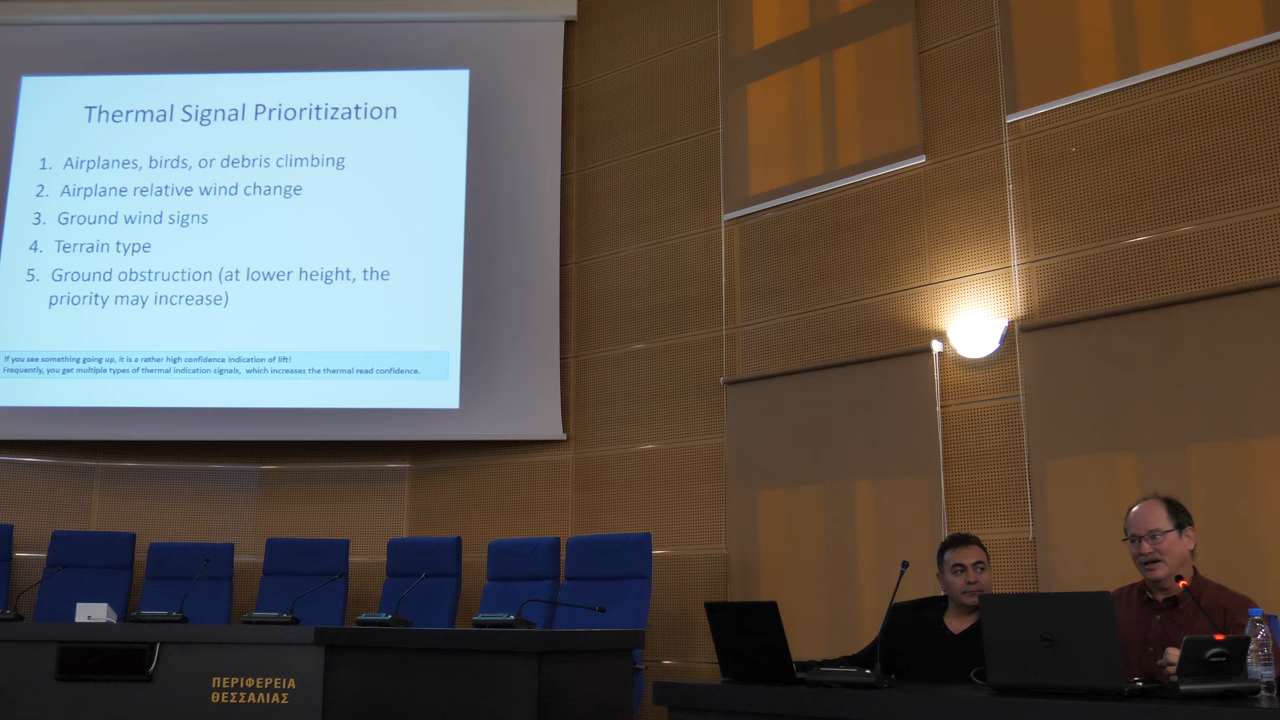 Thermal Signal Prioritization
1. Airplanes, birds, or debris climbing
2. Airplane relative wind change
3. Ground wind signs
4. Terrain type
5. Ground obstruction (at lower height, the
priority may increase)
If you see something going up, it is a rather high confidence indication of lift!
Frequently, you get multiple types of thermal indication signals, which increases the thermal read confidence.
ΠΕΡΙΦΕΡΕΙΑ
ΘΕΣΣΑΛΙΑΣ
DELL